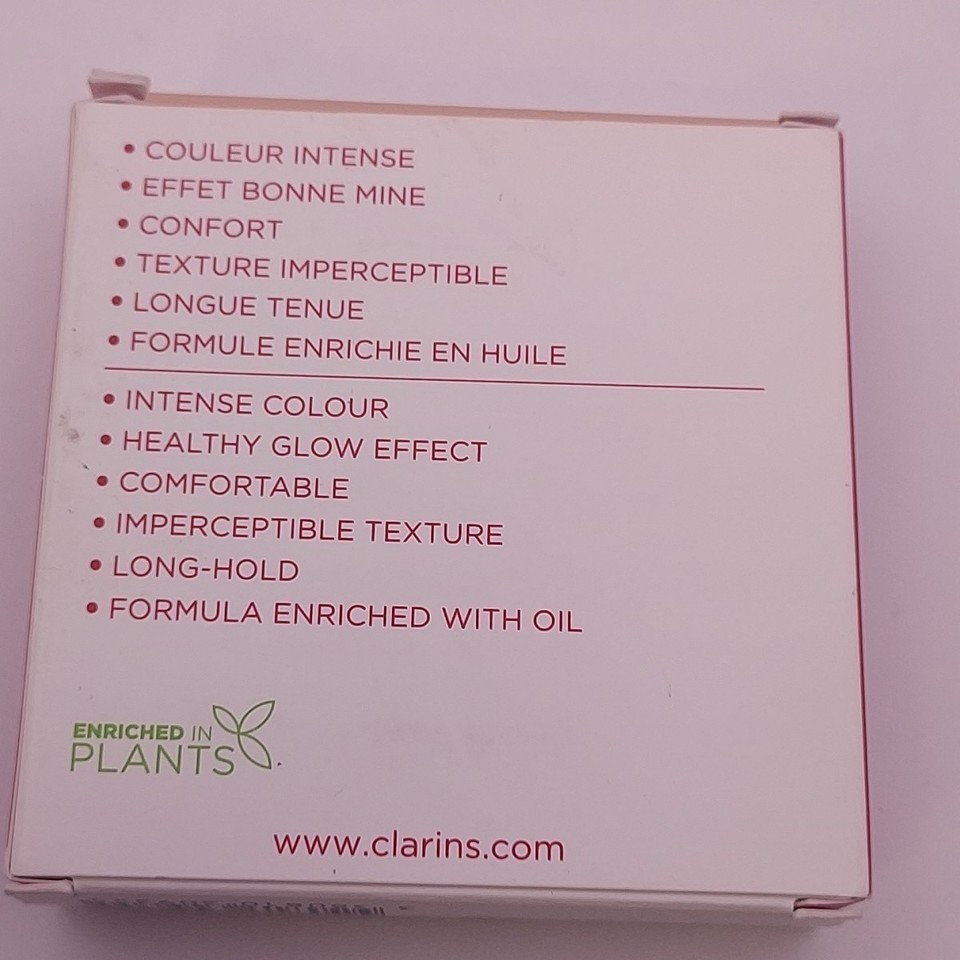 • COULEUR INTENSE
• EFFET BONNE MINE
• CONFORT
• TEXTURE IMPERCEPTIBLE
• LONGUE TENUE
• FORMULE ENRICHIE EN HUILE
• INTENSE COLOUR
• HEALTHY GLOW EFFECT
• COMFORTABLE
• IMPERCEPTIBLE TEXTURE
• LONG-HOLD
• FORMULA ENRICHED WITH OIL
ENRICHED IN
PLANTS
www.clarins.com